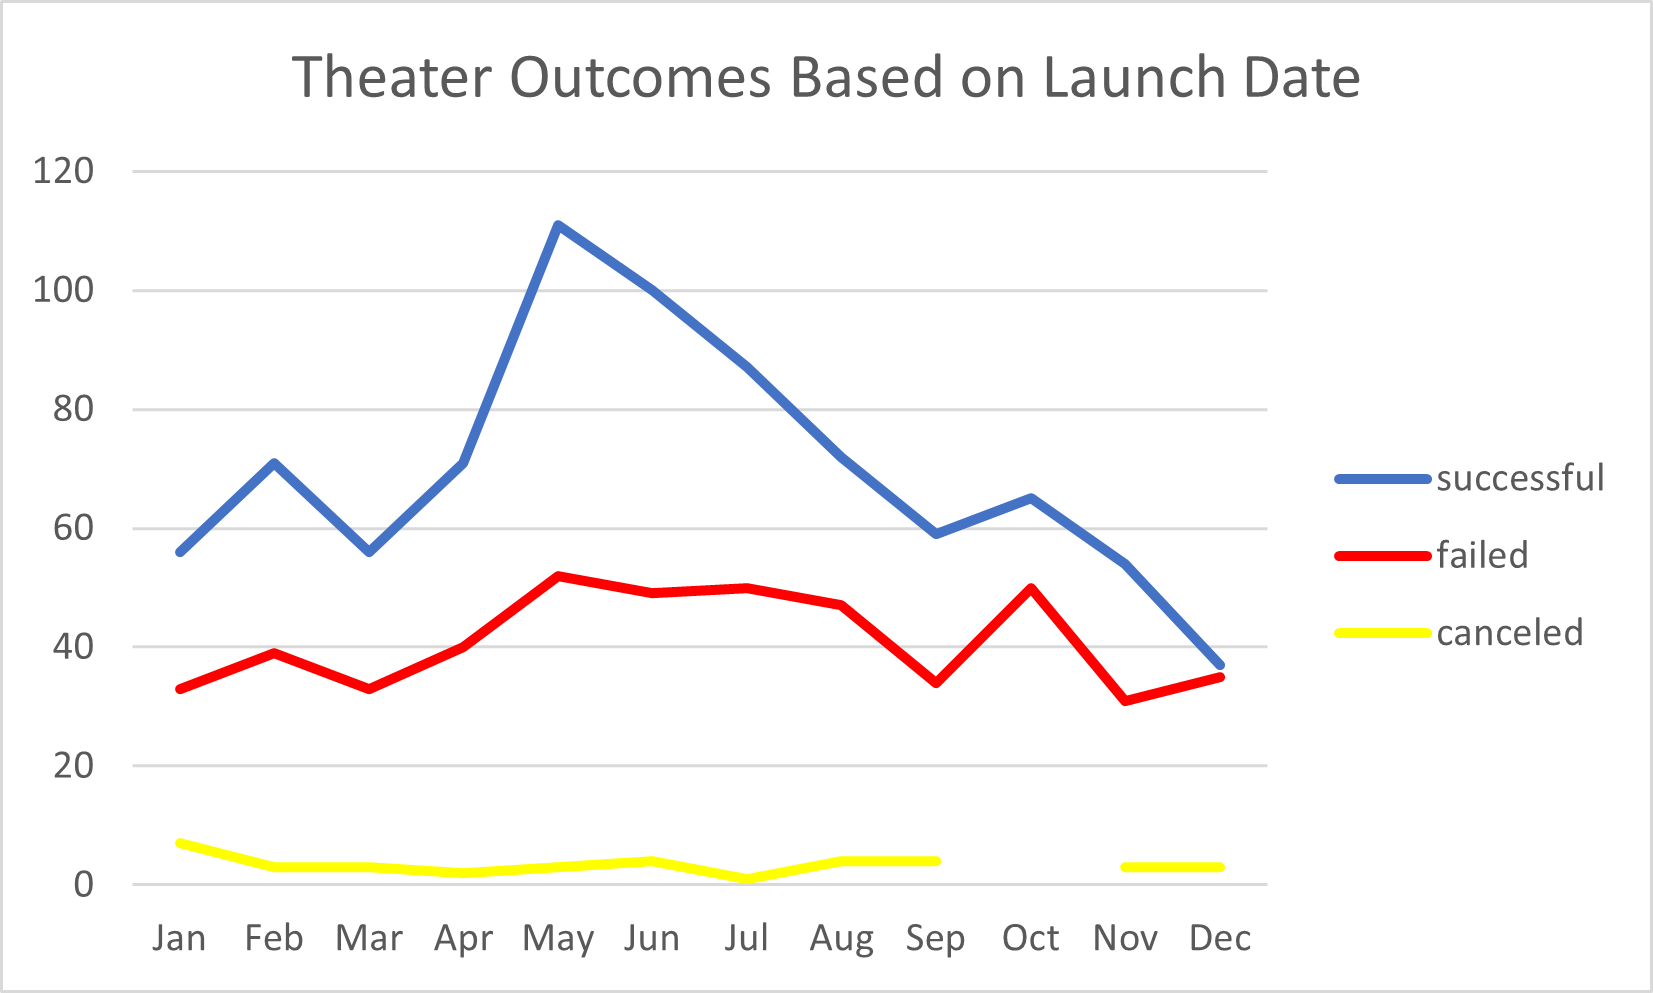 Theater Outcomes Based on Launch Date
120
100
80
60
40
20
0
Jan Feb Mar Apr May Jun Jul Aug Sep Oct Nov Dec
successful
failed
canceled